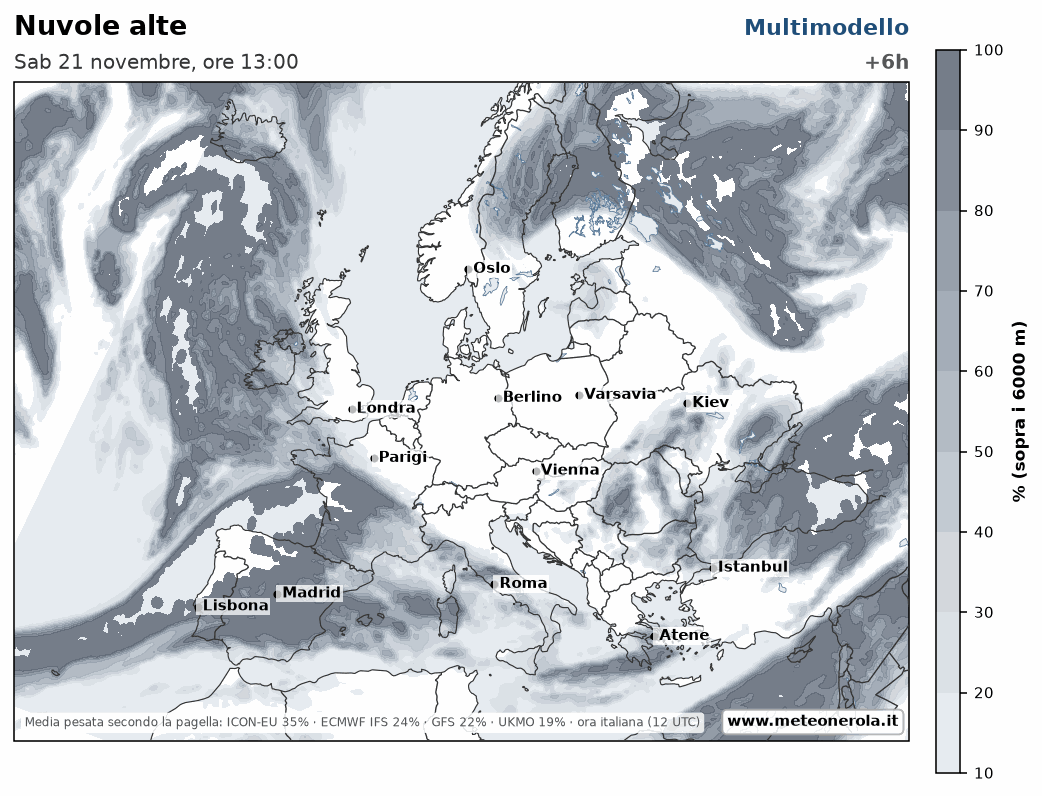 Nuvole alte
Multimodello
Sab 21 novembre, ore 13:00
+6h
100
90
80
70
60
50
40
30
20
10
% (sopra i 6000 m)
Oslo
Berlino
Varsavia
Kiev
Londra
Parigi
Vienna
Istanbul
Roma
Madrid
Lisbona
Atene
Media pesata secondo la pagella: ICON-EU 35% · ECMWF IFS 24% · GFS 22% · UKMO 19% · ora italiana (12 UTC)
www.meteonerola.it